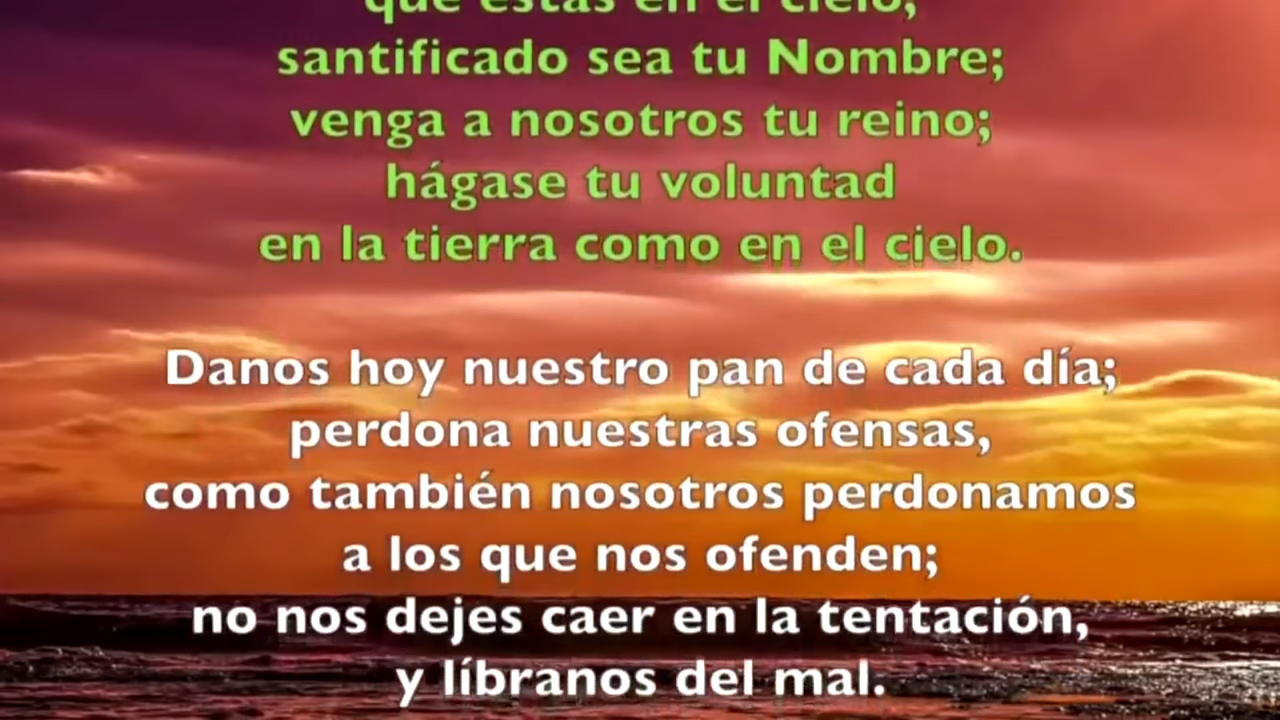 que estás en el cielo,
santificado sea tu Nombre;
venga a nosotros tu reino;
hágase tu voluntad
en la tierra como en el cielo.
Danos hoy nuestro pan de cada día;
perdona nuestras ofensas,
como también nosotros perdonamos
a los que nos ofenden;
no nos dejes caer en la tentación,
y líbranos del mal.